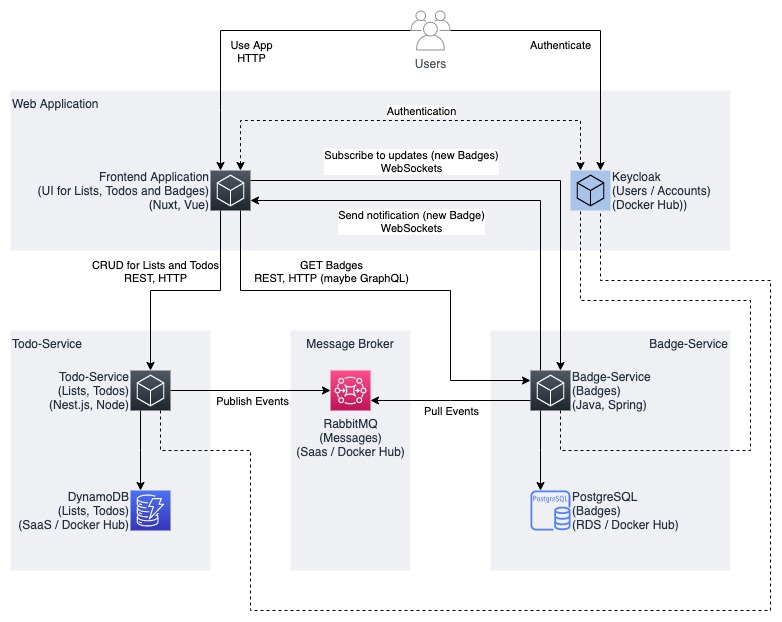 Use App
HTTP
Authenticate
Users
Web Application
Authentication
Subscribe to updates (new Badges)
WebSockets
Frontend Application
(UI for Lists, Todos and Badges)
(Nuxt, Vue)
Keycloak
(Users / Accounts)
(Docker Hub))
Send notification (new Badge)
WebSockets
CRUD for Lists and Todos
REST, HTTP
GET Badges
REST, HTTP (maybe GraphQL)
Todo-Service
Message Broker
Badge-Service
Todo-Service
(Lists, Todos)
(Nest.js, Node)
Publish Events
RabbitMQ
(Messages)
(Saas / Docker Hub)
Pull Events
Badge-Service
(Badges)
(Java, Spring)
DynamoDB
(Lists, Todos)
(SaaS / Docker Hub)
PostgreSQL
PostgreSQL
(Badges)
(RDS / Docker Hub)